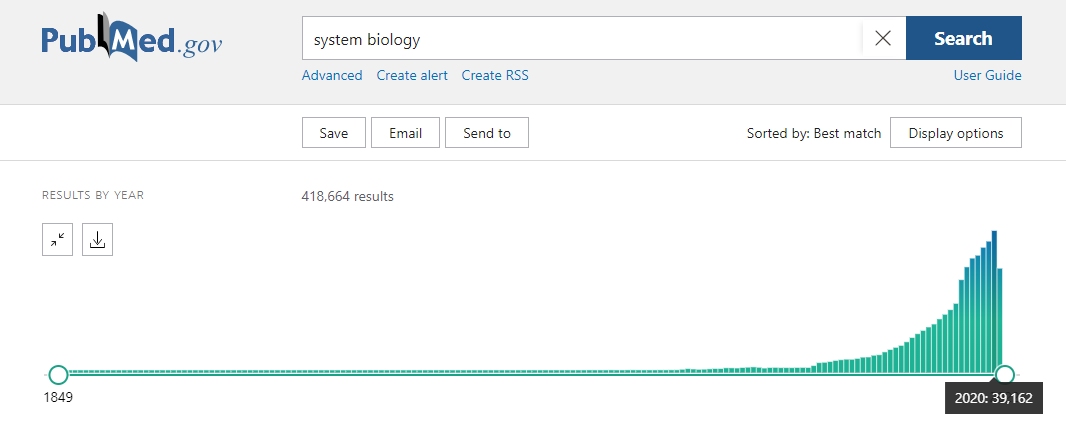 PubMed.gov
system biology
Search
Advanced Create alert Create RSS User Guide
Save Email Send to Sorted by: Best match Display options
RESULTS BY YEAR 418,664 results
1849
2020: 39,162